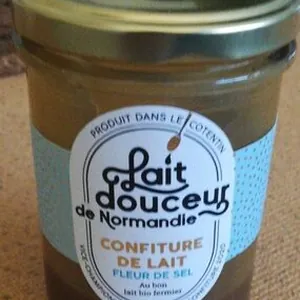 PRODUIT DANS LE COTENTIN
Lait
douceur
de Normandie
CONFITURE
DE LAIT
FLEUR DE SEL
Au bon
lait bio fermier